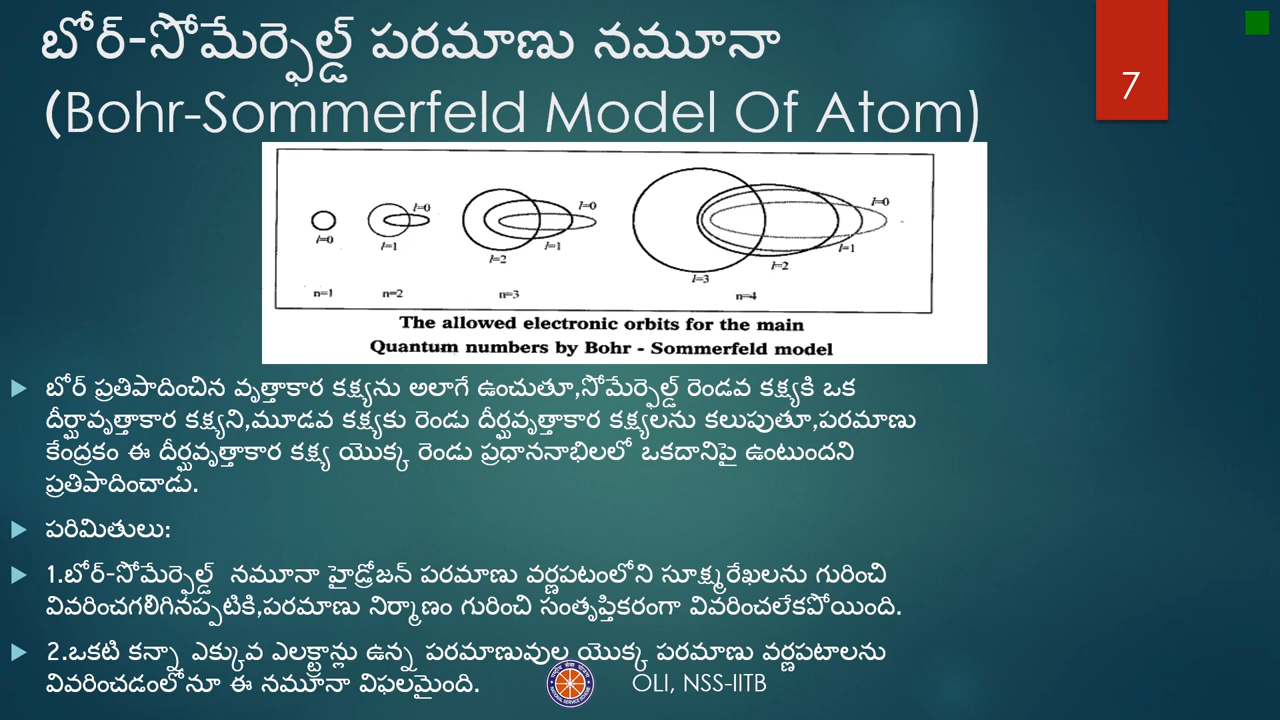 బోర్-సోమేర్ఫెల్డ్ పరమాణు నమూనా
(Bohr-Sommerfeld Model Of Atom)
7
l=0 l=0 l=0 l=0
l=1 l=2 l=1 l=3 l=2 l=1
n=1 n=2 n=3 n=4
The allowed electronic orbits for the main
Quantum numbers by Bohr - Sommerfeld model
బోర్ ప్రతిపాదించిన వృత్తాకార కక్ష్యను అలాగే ఉంచుతూ,సోమేర్ఫెల్డ్ రెండవ కక్ష్యకి ఒక
దీర్ఘావృత్తాకార కక్ష్యని,మూడవ కక్ష్యకు రెండు దీర్ఘవృత్తాకార కక్ష్యలను కలుపుతూ,పరమాణు
కేంద్రకం ఈ దీర్ఘవృత్తాకార కక్ష్య యొక్క రెండు ప్రధాననాభిలలో ఒకదానిపై ఉంటుందని
ప్రతిపాదించాడు.
పరిమితులు:
1.బోర్-సోమేర్ఫెల్డ్ నమూనా హైడ్రోజన్ పరమాణు వర్ణపటంలోని సూక్ష్మరేఖలను గురించి
వివరించగలిగినప్పటికి,పరమాణు నిర్మాణం గురించి సంతృప్తికరంగా వివరించలేకపోయింది.
2.ఒకటి కన్నా ఎక్కువ ఎలక్ట్రాన్లు ఉన్న పరమాణువుల యొక్క పరమాణు వర్ణపటాలను
వివరించడంలోనూ ఈ నమూనా విఫలమైంది.
OLI, NSS-IITB